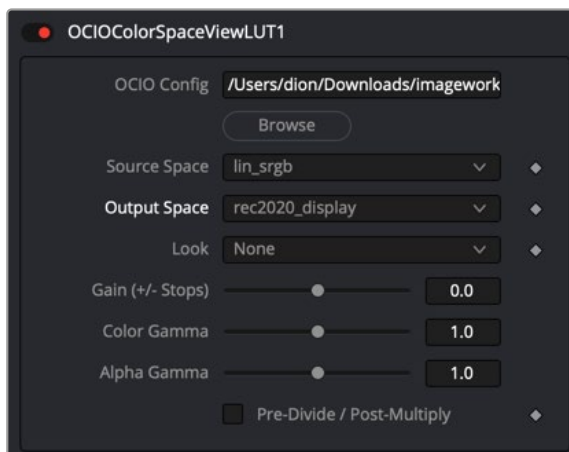 OCIOColorSpaceViewLUT1
OCIO Config /Users/dion/Downloads/imagework
Browse
Source Space lin_srgb
Output Space rec2020_display
Look None
Gain (+/- Stops) 0.0
Color Gamma 1.0
Alpha Gamma 1.0
Pre-Divide / Post-Multiply